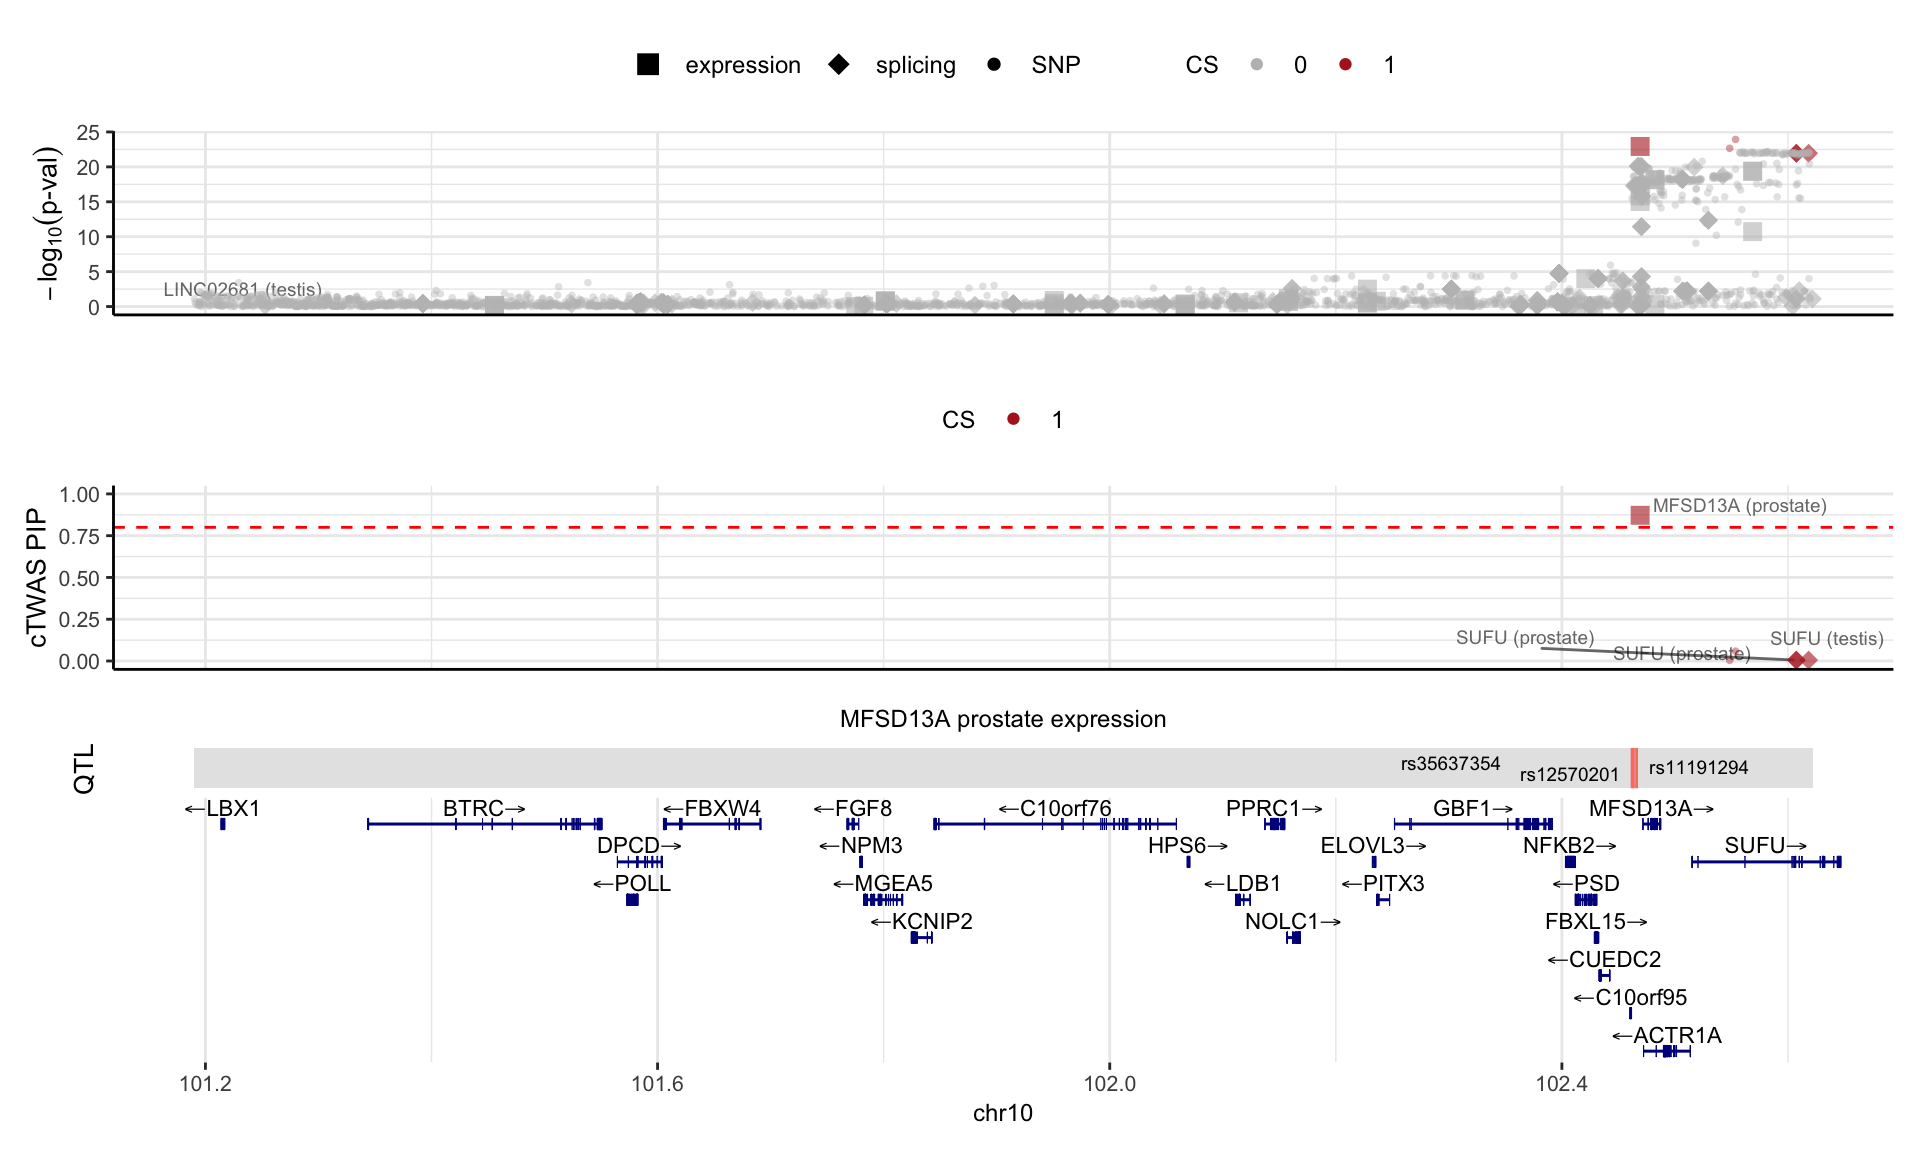 expression splicing SNP CS 0 1
−log10(p-val)
25
20
15
10
5
0
LINC02681 (testis)
CS 1
cTWAS PIP
1.00
0.75
0.50
0.25
0.00
MFSD13A (prostate)
SUFU (prostate)
SUFU (testis)
SUFU (prostate)
MFSD13A prostate expression
QTL
rs35637354
rs12570201
rs11191294
←LBX1 BTRC→ ←FBXW4 ←FGF8 ←C10orf76 PPRC1→ GBF1→ MFSD13A→
DPCD→ ←NPM3 HPS6→ ELOVL3→ NFKB2→ SUFU→
←POLL ←MGEA5 ←LDB1 ←PITX3 ←PSD
←KCNIP2 NOLC1→ FBXL15→
←CUEDC2
←C10orf95
←ACTR1A
101.2 101.6 102.0 102.4
chr10